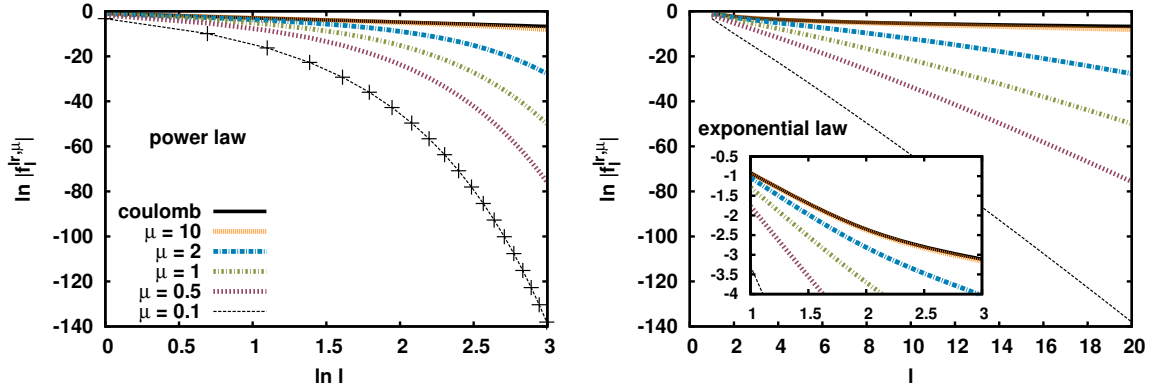 0
-20
-40
-60
-80
-100
-120
-140
0 0.5 1 1.5 2 2.5 3
ln l
ln |f_l^{lr,μ}|
power law
coulomb
μ = 10
μ = 2
μ = 1
μ = 0.5
μ = 0.1
0
-20
-40
-60
-80
-100
-120
-140
0 2 4 6 8 10 12 14 16 18 20
l
ln |f_l^{lr,μ}|
exponential law
-0.5
-1
-1.5
-2
-2.5
-3
-3.5
-4
1 1.5 2 2.5 3